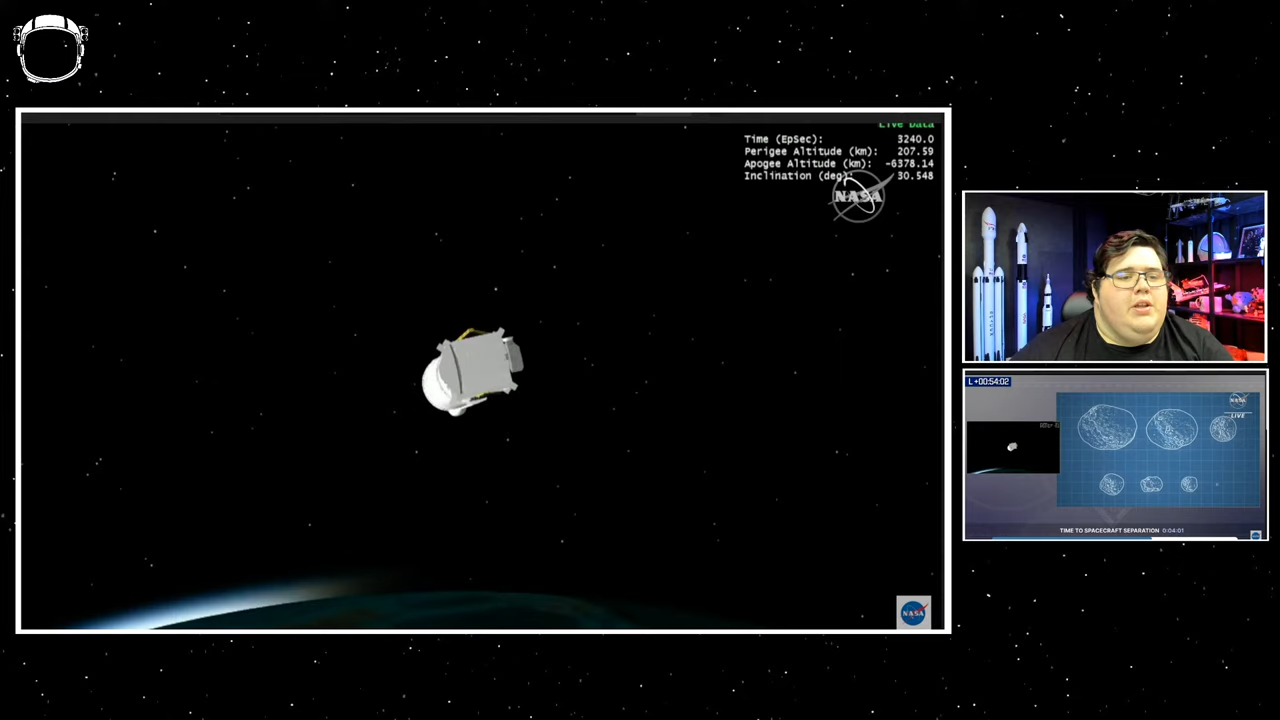 Live Data
Time (EpSec): 3240.0
Perigee Altitude (km): 207.59
Apogee Altitude (km): -6378.14
Inclination (deg): 30.548
NASA
NASA
L +00:54:02
NASA
LIVE
TIME TO SPACECRAFT SEPARATION 0:04:01